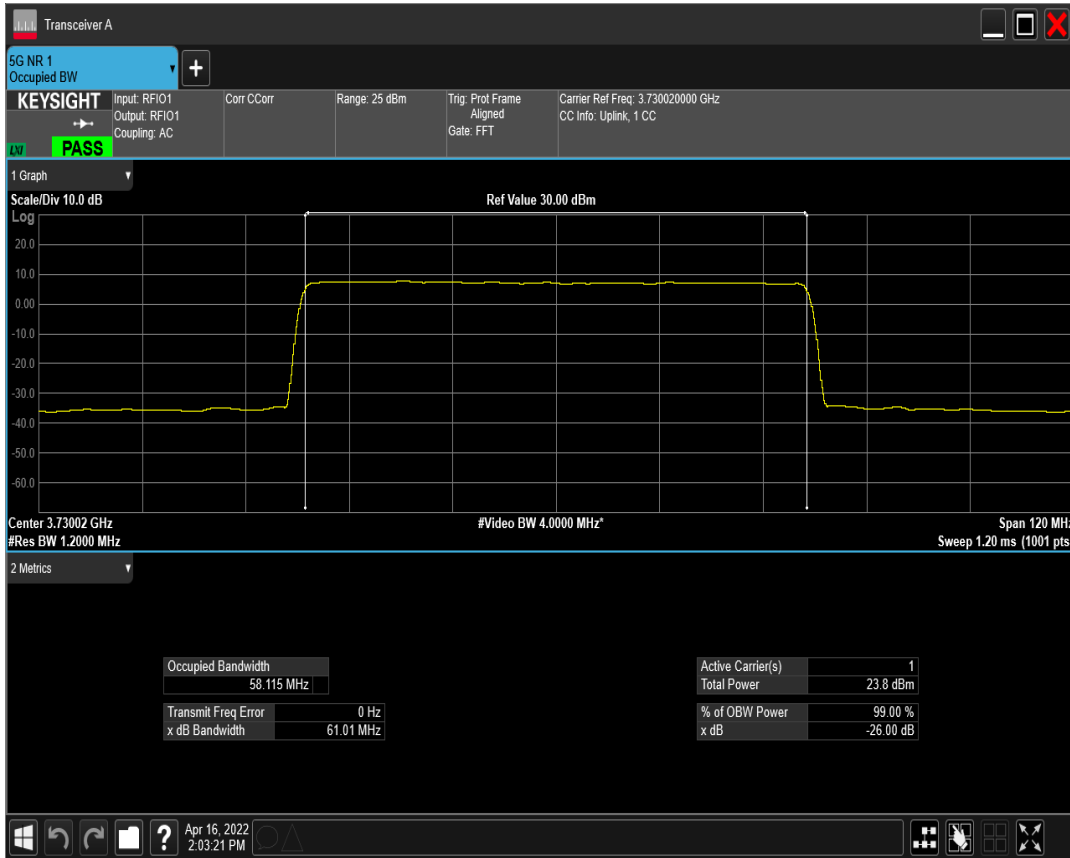 Transceiver A
5G NR 1
Occupied BW
KEYSIGHT
Input: RFIO1
Output: RFIO1
Coupling: AC
Corr CCorr
Range: 25 dBm
Trig: Prot Frame
Aligned
Gate: FFT
Carrier Ref Freq: 3.730020000 GHz
CC Info: Uplink, 1 CC
LXI
PASS
1 Graph
Scale/Div 10.0 dB
Ref Value 30.00 dBm
Log
20.0
10.0
0.00
-10.0
-20.0
-30.0
-40.0
-50.0
-60.0
Center 3.73002 GHz
#Video BW 4.0000 MHz*
Span 120 MHz
#Res BW 1.2000 MHz
Sweep 1.20 ms (1001 pts
2 Metrics
Occupied Bandwidth
58.115 MHz
Transmit Freq Error 0 Hz
x dB Bandwidth 61.01 MHz
Active Carrier(s) 1
Total Power 23.8 dBm
% of OBW Power 99.00 %
x dB -26.00 dB
Apr 16, 2022
2:03:21 PM